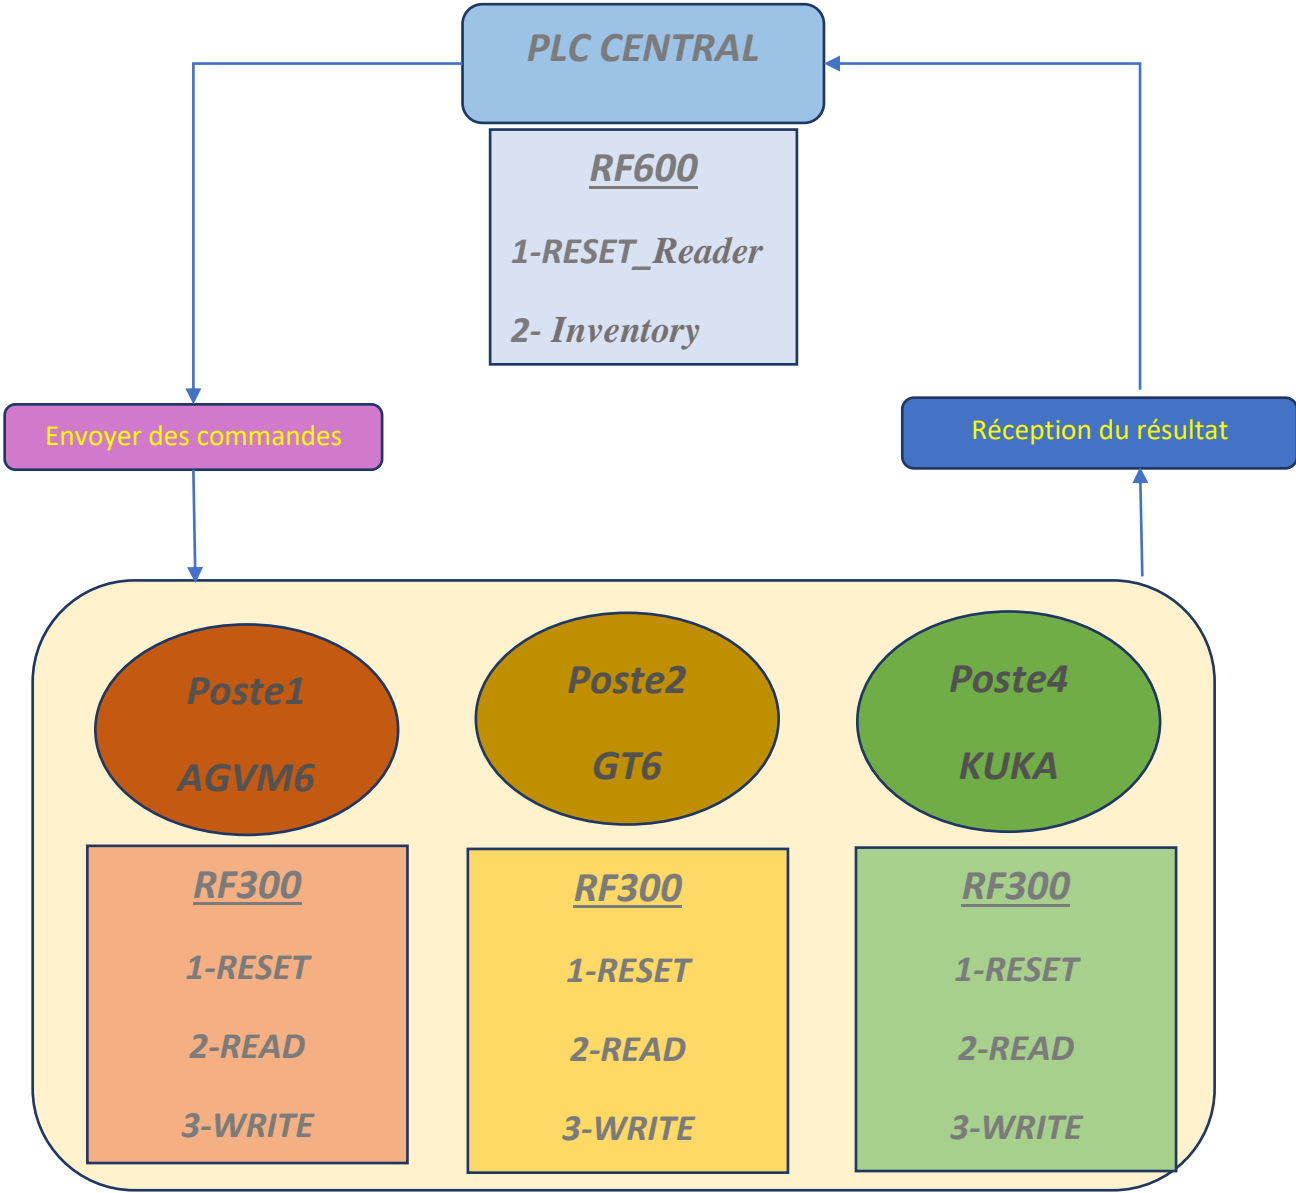 PLC CENTRAL
RF600
1-RESET_Reader
2- Inventory
Envoyer des commandes
Réception du résultat
Poste1
AGVM6
RF300
1-RESET
2-READ
3-WRITE
Poste2
GT6
RF300
1-RESET
2-READ
3-WRITE
Poste4
KUKA
RF300
1-RESET
2-READ
3-WRITE